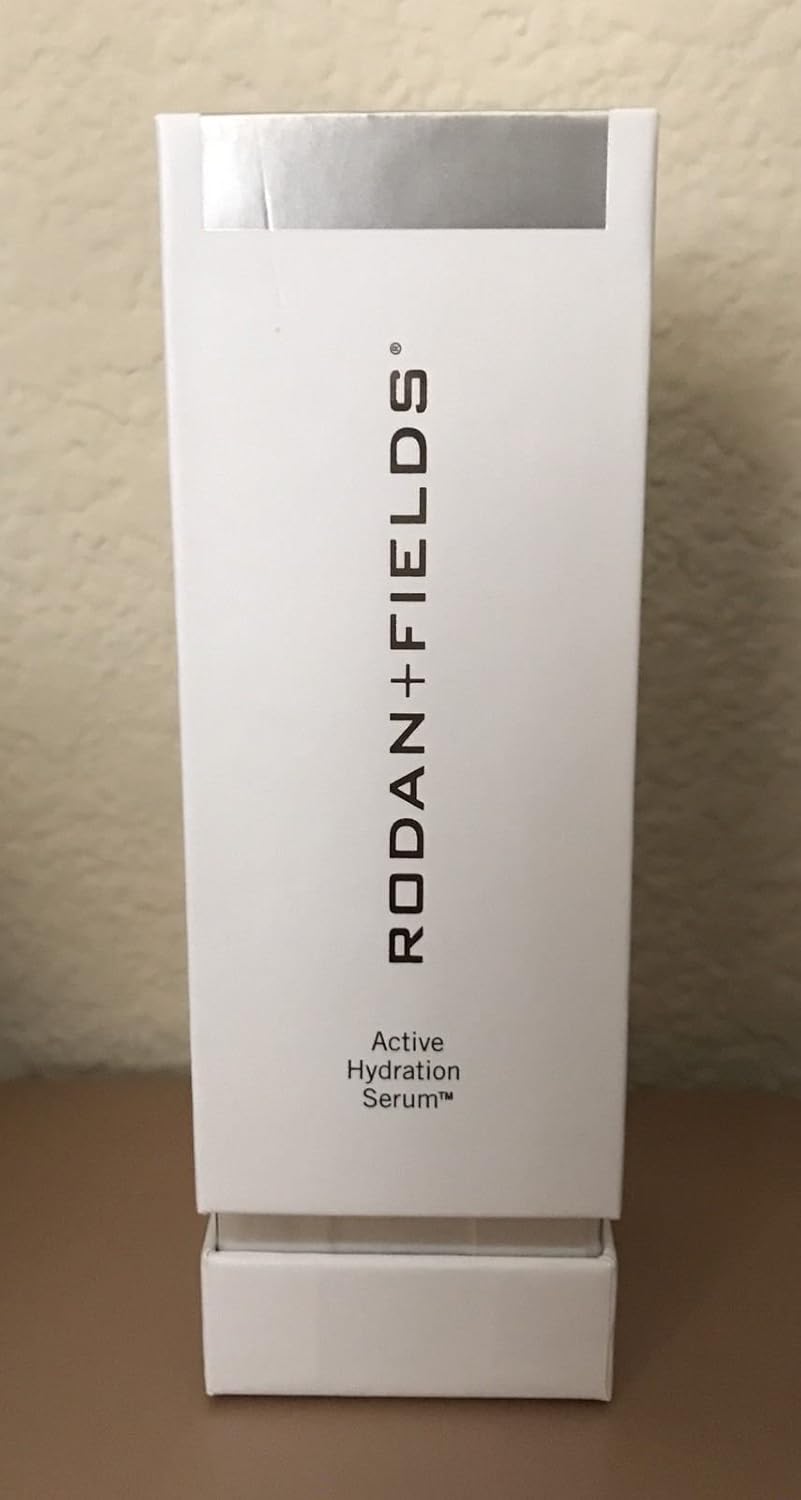 RODAN+FIELDS®
Active
Hydration
Serum™